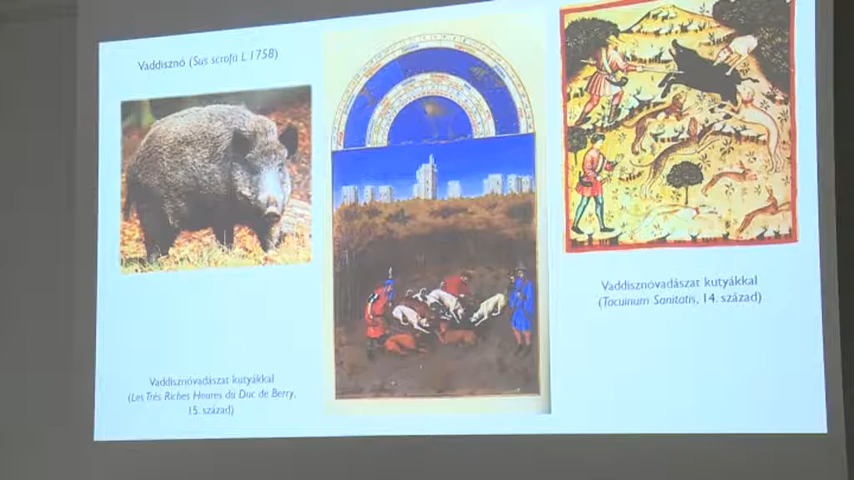 Vaddisznó (Sus scrofa L.1758)
Vaddisznóvadászat kutyákkal
(Les Très Riches Heures du Duc de Berry,
15. század)
Vaddisznóvadászat kutyákkal
(Tacuinum Sanitatis, 14. század)